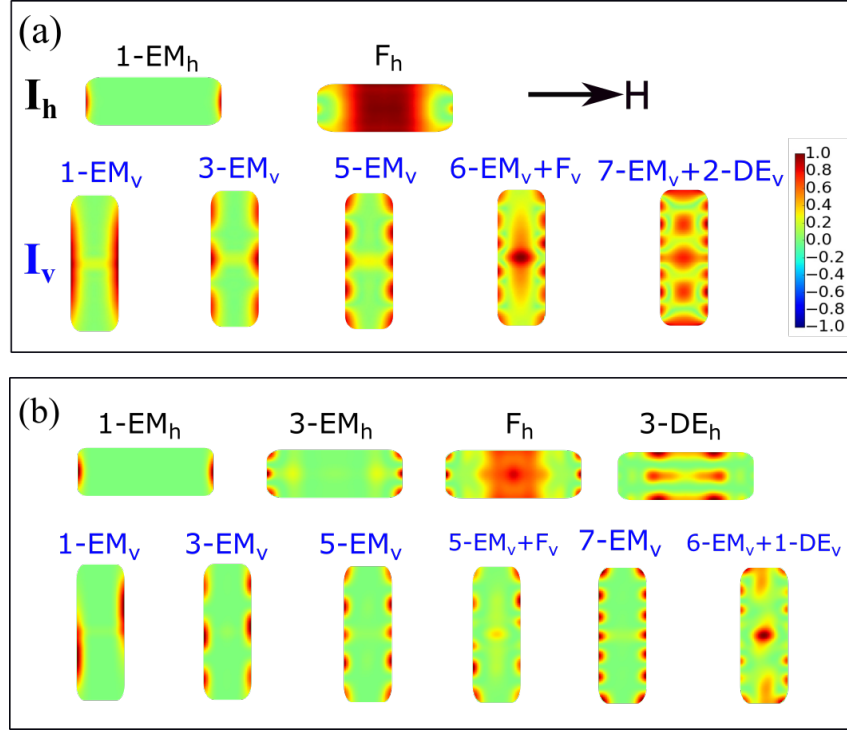 (a)
1-EMh Fh
Ih H
1-EMv 3-EMv 5-EMv 6-EMv+Fv 7-EMv+2-DEv
Iv
1.0
0.8
0.6
0.4
0.2
0.0
−0.2
−0.4
−0.6
−0.8
−1.0
(b)
1-EMh 3-EMh Fh 3-DEh
1-EMv 3-EMv 5-EMv 5-EMv+Fv 7-EMv 6-EMv+1-DEv